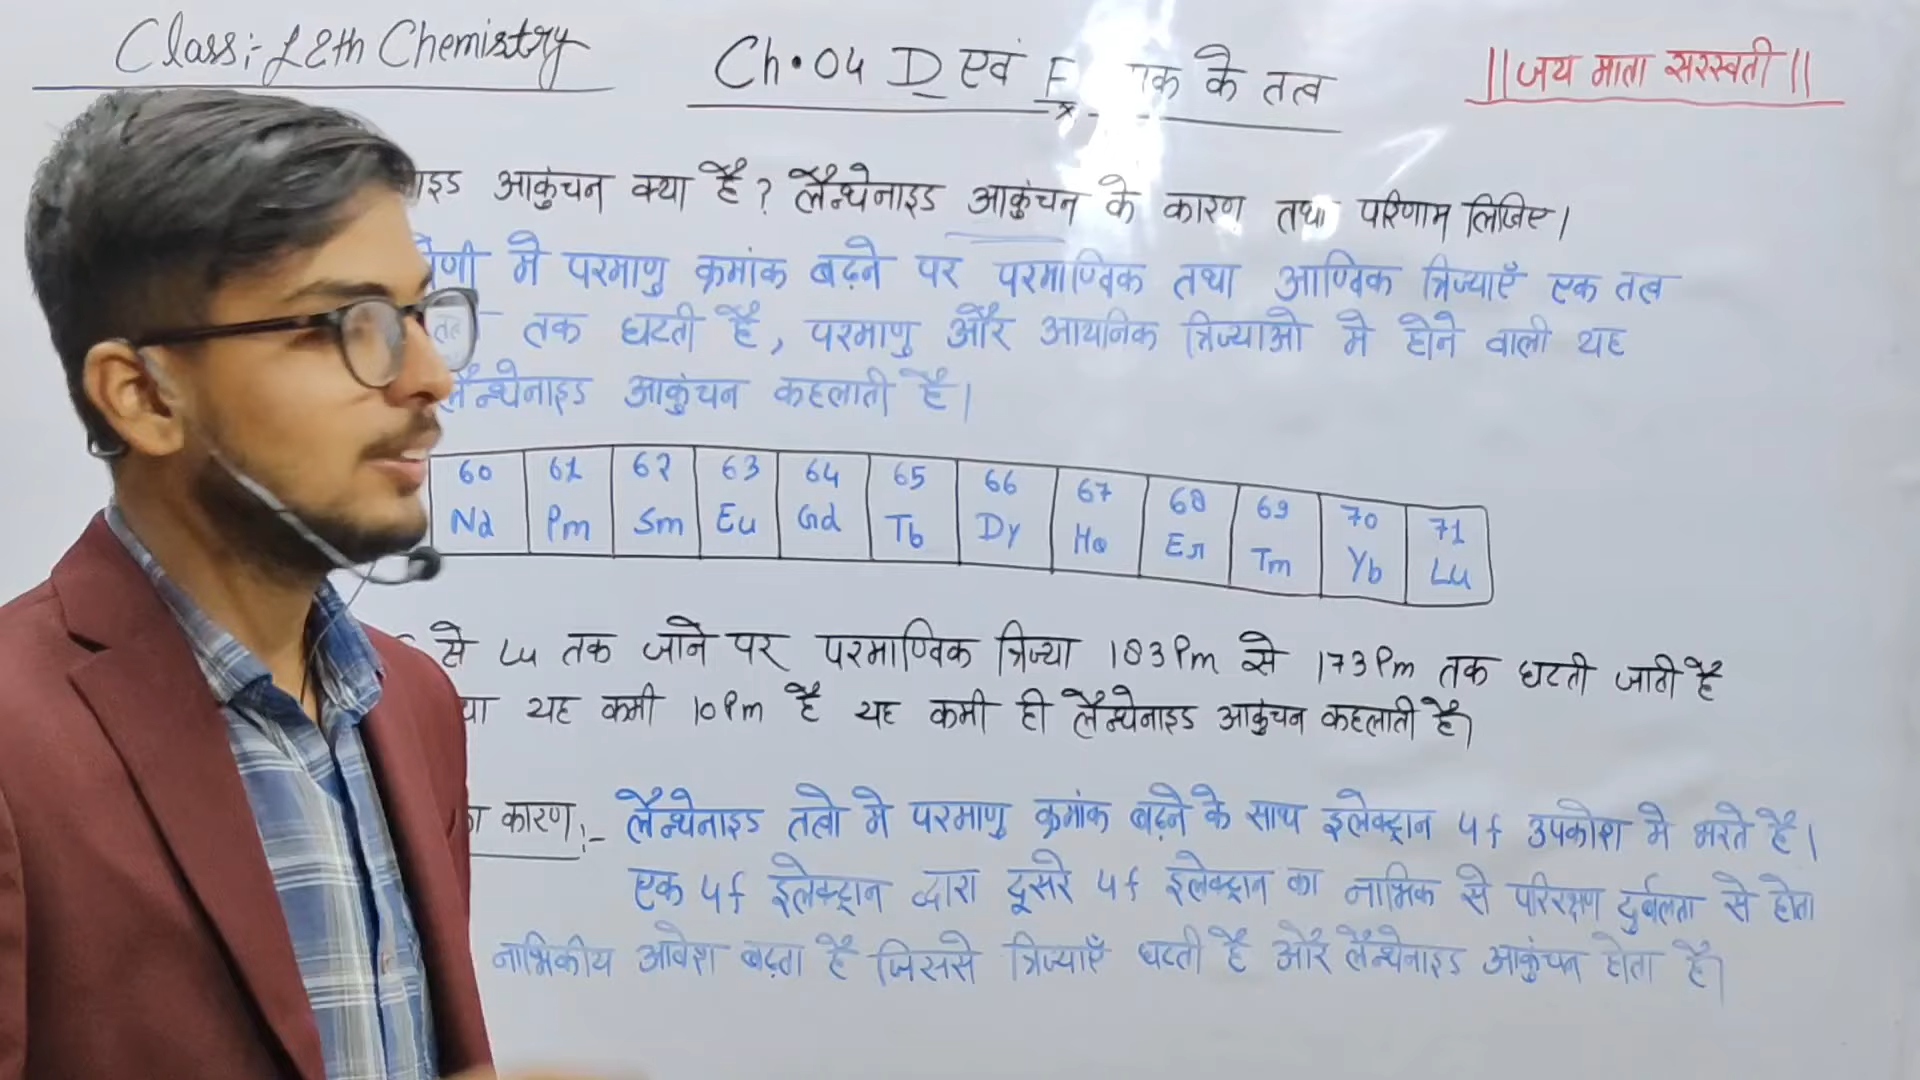 Class:- 12th Chemistry
Ch.04 D एवं F के तत्व
||जय माता सरस्वती||
आकुंचन क्या है? लैन्थेनाइड आकुंचन के कारण तथा परिणाम लिखिए।
मे परमाणु क्रमांक बढ़ने पर परमाण्विक तथा आण्विक त्रिज्याएँ एक तत्व
तक घटती है, परमाणु और आयनिक त्रिज्याओ मे होने वाली यह
लैन्थेनाइड आकुंचन कहलाती है।
60 61 62 63 64 65 66 67 68 69 70 71
Nd Pm Sm Eu Gd Tb Dy Ho Er Tm Yb Lu
से Lu तक जाने पर परमाण्विक त्रिज्या 183Pm से 173Pm तक घटती जाती है
यह कमी 10Pm है यह कमी ही लैन्थेनाइड आकुंचन कहलाती है।
कारण:- लैन्थेनाइड तत्वो मे परमाणु क्रमांक बढ़ने के साथ इलेक्ट्रान 4f उपकोश मे भरते है।
एक 4f इलेक्ट्रान द्वारा दूसरे 4f इलेक्ट्रान का नाभिक से परिरक्षण दुर्बलता से होता
नाभिकीय आवेश बढ़ता है जिससे त्रिज्याएँ घटती है और लैन्थेनाइड आकुंचन होता है।